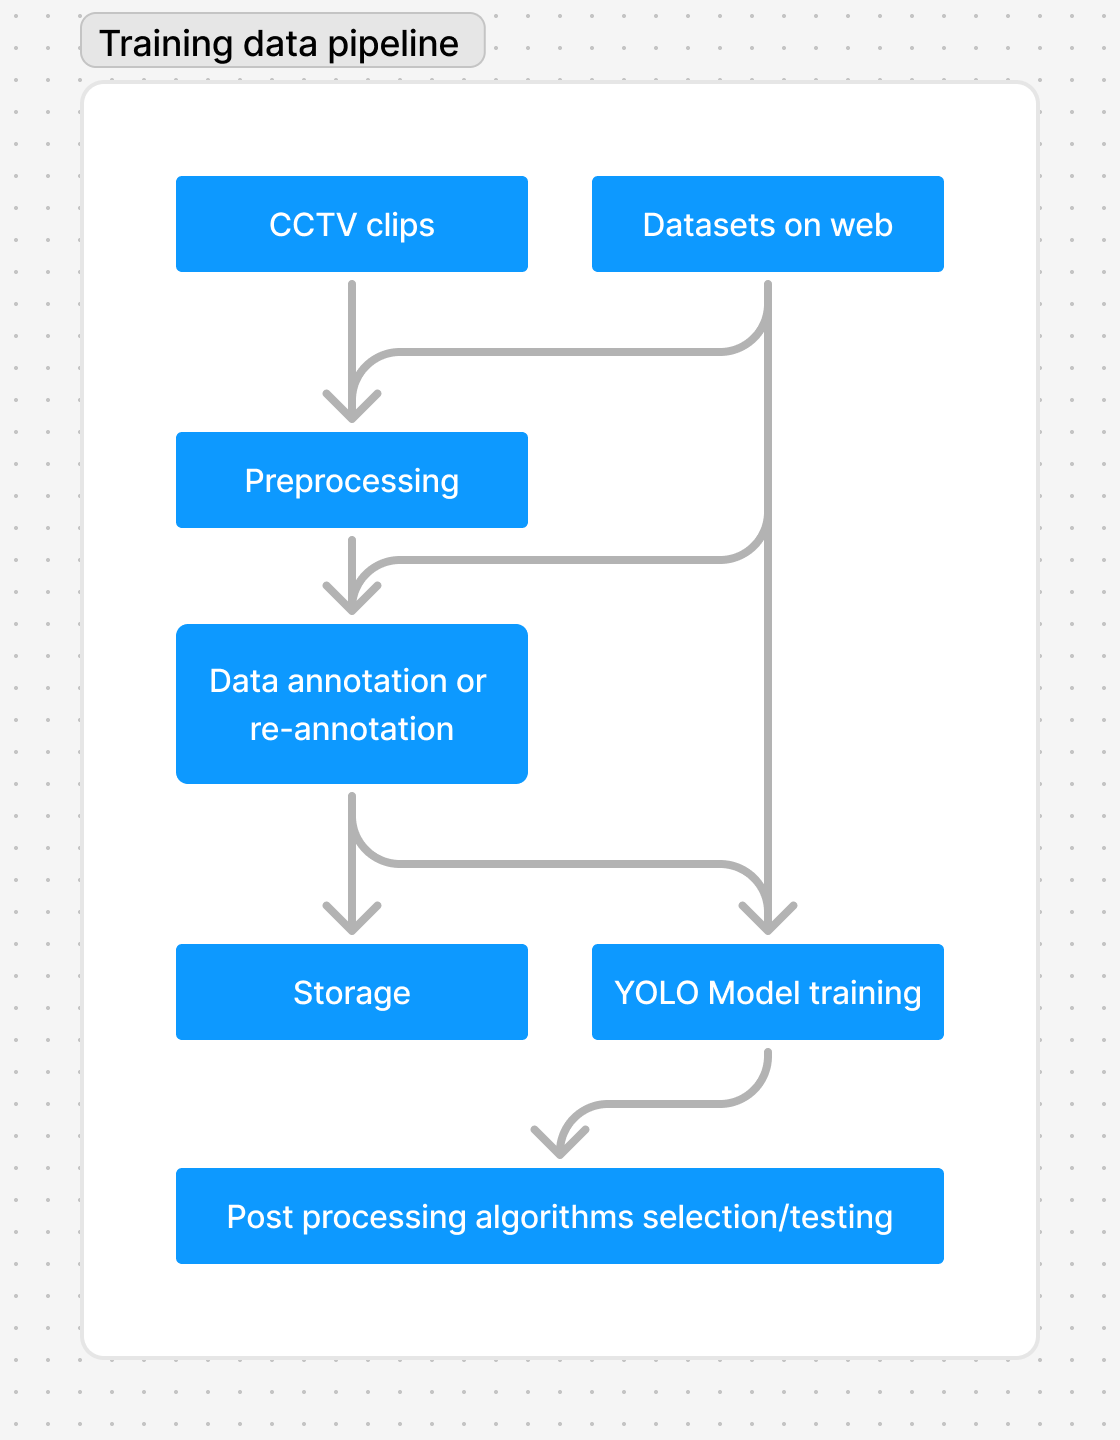 Training data pipeline
CCTV clips
Datasets on web
Preprocessing
Data annotation or
re-annotation
Storage
YOLO Model training
Post processing algorithms selection/testing